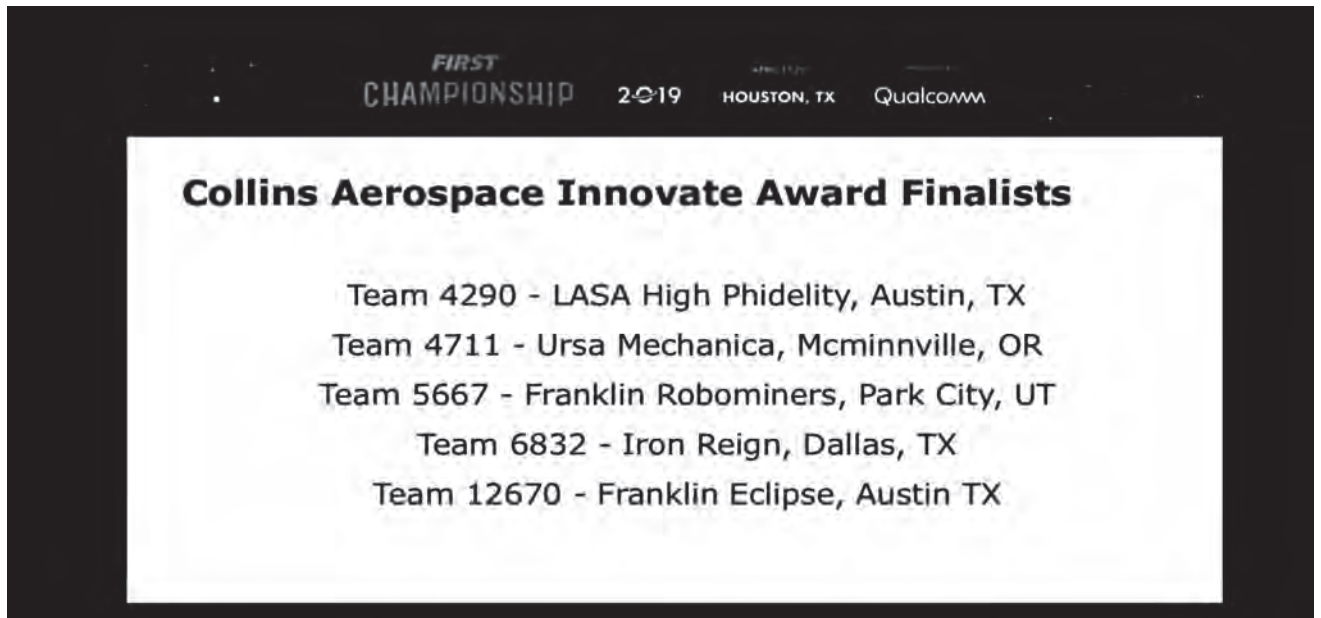 FIRST
CHAMPIONSHIP 2019 HOUSTON, TX Qualcomm
Collins Aerospace Innovate Award Finalists
Team 4290 - LASA High Phidelity, Austin, TX
Team 4711 - Ursa Mechanica, Mcminnville, OR
Team 5667 - Franklin Robominers, Park City, UT
Team 6832 - Iron Reign, Dallas, TX
Team 12670 - Franklin Eclipse, Austin TX